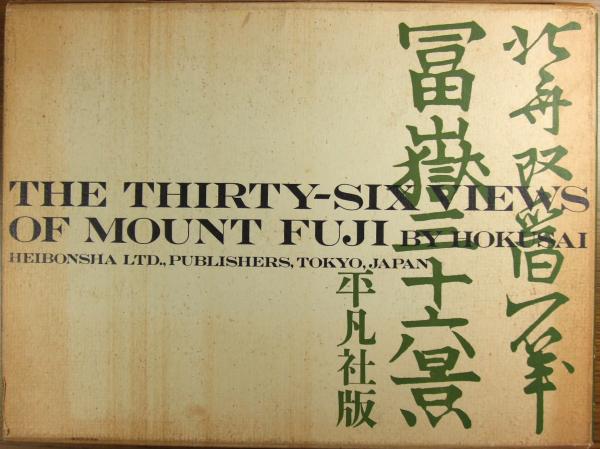 北斎改為一筆
冨嶽三十六景
平凡社版
THE THIRTY-SIX VIEWS
OF MOUNT FUJI BY HOKUSAI
HEIBONSHA LTD., PUBLISHERS, TOKYO, JAPAN